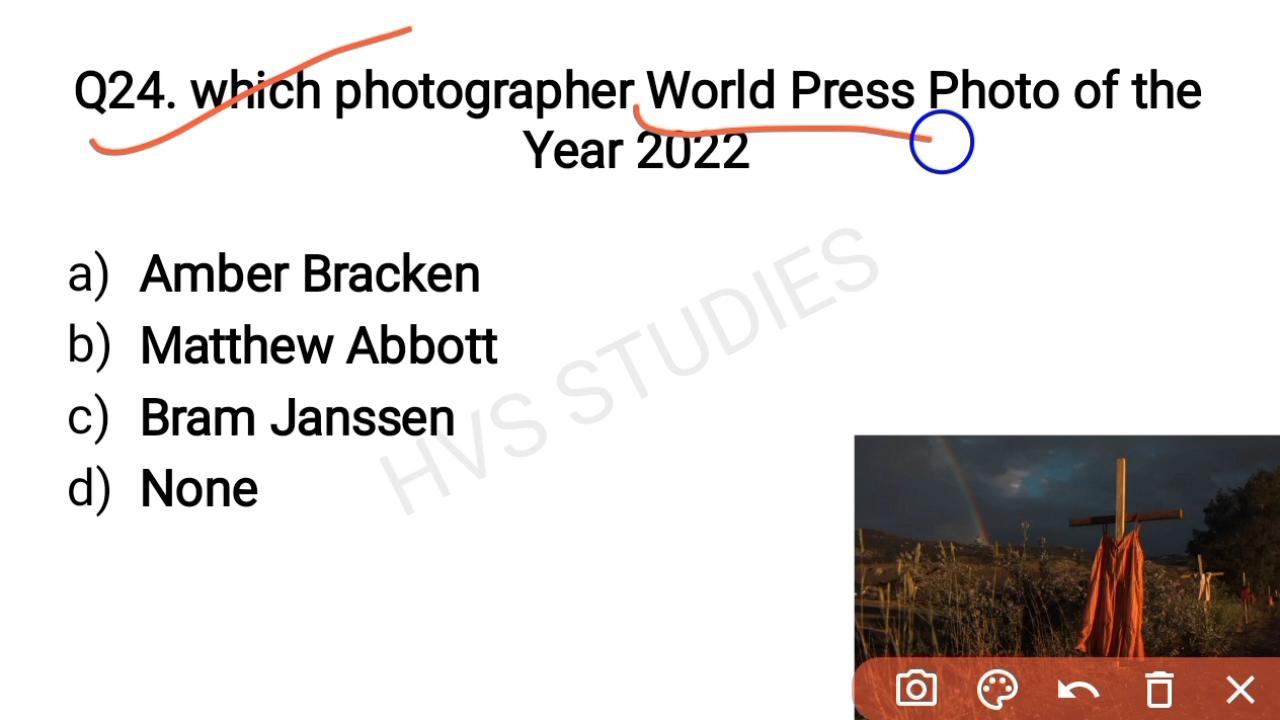 Q24. which photographer World Press Photo of the
Year 2022
a) Amber Bracken
b) Matthew Abbott
c) Bram Janssen
d) None
HVS STUDIES